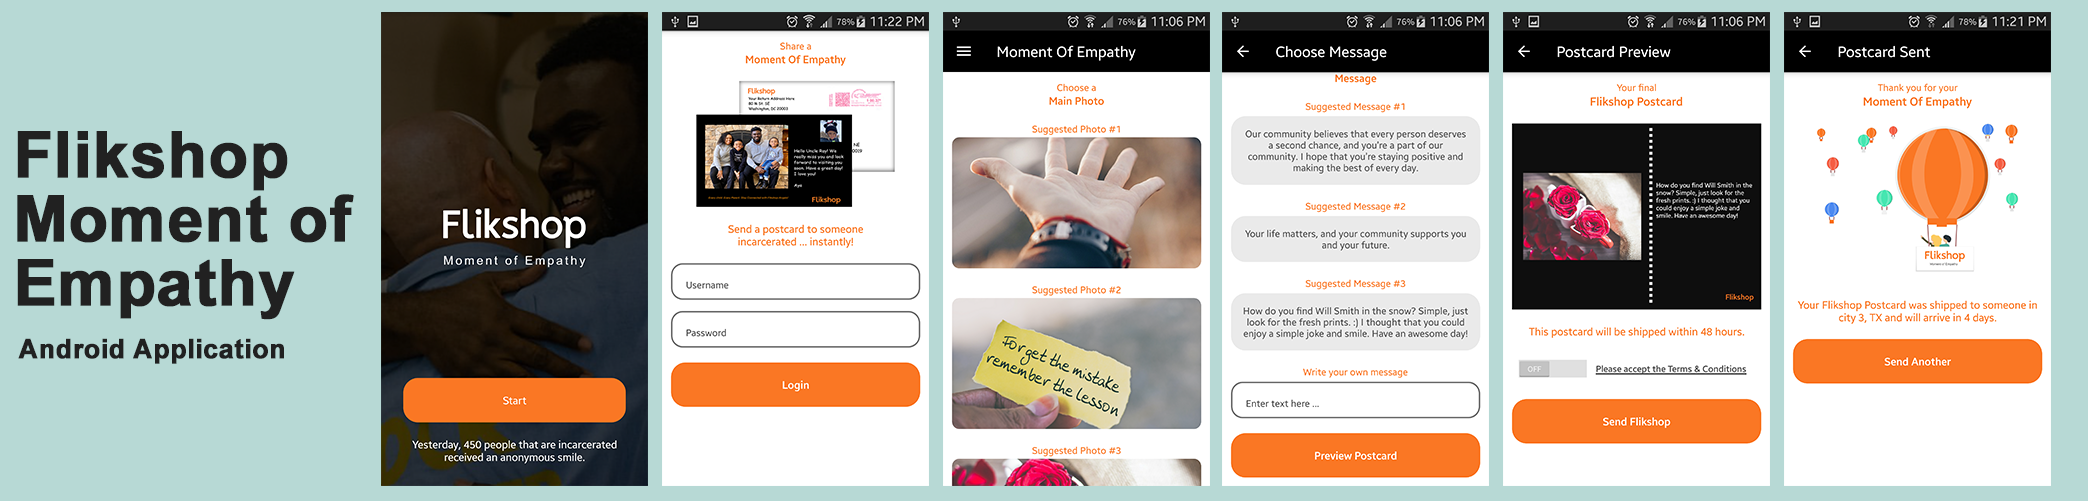 Flikshop
Moment of
Empathy
Android Application
Flikshop
Moment of Empathy
Start
Yesterday, 450 people that are incarcerated
received an anonymous smile.
78% 11:22 PM
Share a
Moment Of Empathy
Flikshop
Your Return Address Here
80 N St. SE
Washington, DC 20003
NE
Hello Uncle Ray! We
really miss you and look
forward to visiting you
soon. Have a great day!
I love you!
Flikshop
Send a postcard to someone
incarcerated ... instantly!
Username
Password
Login
76% 11:06 PM
Moment Of Empathy
Choose a
Main Photo
Suggested Photo #1
Suggested Photo #2
Forget the mistake
remember the lesson
Suggested Photo #3
76% 11:06 PM
Choose Message
Message
Suggested Message #1
Our community believes that every person deserves
a second chance, and you're a part of our
community. I hope that you're staying positive and
making the best of every day.
Suggested Message #2
Your life matters, and your community supports you
and your future.
Suggested Message #3
How do you find Will Smith in the snow? Simple, just
look for the fresh prints. :) I thought that you could
enjoy a simple joke and smile. Have an awesome day!
Write your own message
Enter text here ...
Preview Postcard
76% 11:06 PM
Postcard Preview
Your final
Flikshop Postcard
How do you find Will Smith in the
snow? Simple, just look for the
fresh prints. :) I thought that you
could enjoy a simple joke and
smile. Have an awesome day!
Flikshop
This postcard will be shipped within 48 hours.
OFF
Please accept the Terms & Conditions
Send Flikshop
78% 11:21 PM
Postcard Sent
Thank you for your
Moment Of Empathy
Flikshop
Moment of Empathy
Your Flikshop Postcard was shipped to someone in
city 3, TX and will arrive in 4 days.
Send Another